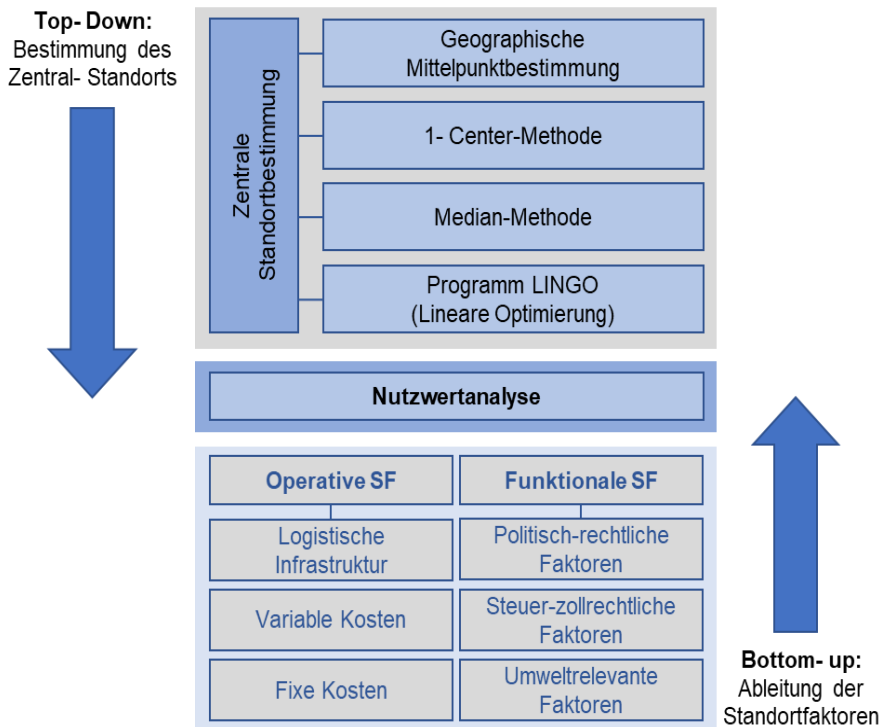 Top- Down:
Bestimmung des
Zentral- Standorts
Zentrale
Standortbestimmung
Geographische
Mittelpunktbestimmung
1- Center-Methode
Median-Methode
Programm LINGO
(Lineare Optimierung)
Nutzwertanalyse
Operative SF
Funktionale SF
Logistische
Infrastruktur
Politisch-rechtliche
Faktoren
Variable Kosten
Steuer-zollrechtliche
Faktoren
Fixe Kosten
Umweltrelevante
Faktoren
Bottom- up:
Ableitung der
Standortfaktoren